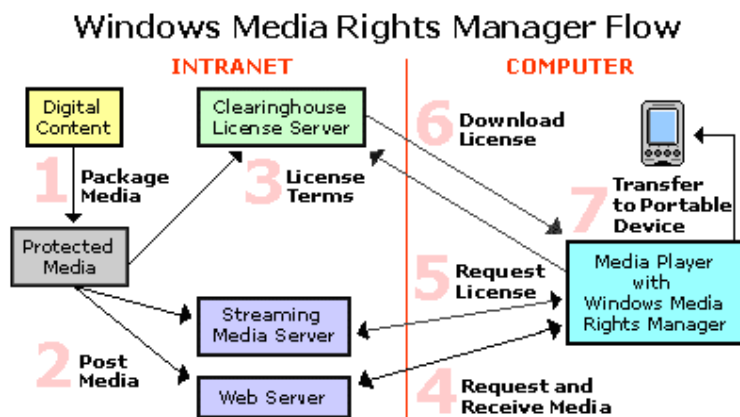 Windows Media Rights Manager Flow
INTRANET
COMPUTER
Digital
Content
Clearinghouse
License Server
6 Download
License
1 Package
Media
3 License
Terms
7 Transfer
to Portable
Device
Protected
Media
5 Request
License
Media Player
with
Windows Media
Rights Manager
Streaming
Media Server
2 Post
Media
Web Server
4 Request and
Receive Media